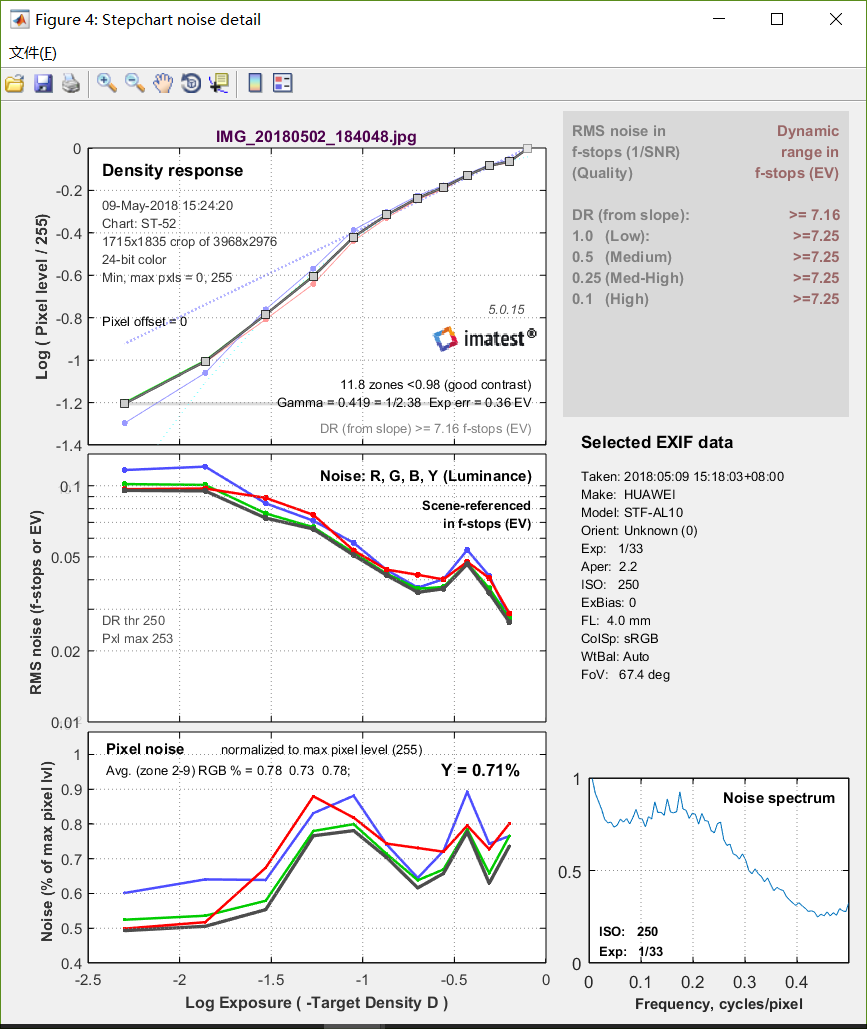 Figure 4: Stepchart noise detail
文件(F)
IMG_20180502_184048.jpg
Density response
09-May-2018 15:24:20
Chart: ST-52
1715x1835 crop of 3968x2976
24-bit color
Min, max pxls = 0, 255
Pixel offset = 0
5.0.15
imatest®
11.8 zones <0.98 (good contrast)
Gamma = 0.419 = 1/2.38  Exp err = 0.36 EV
DR (from slope) >= 7.16 f-stops (EV)
Log ( Pixel level / 255)
0
-0.2
-0.4
-0.6
-0.8
-1
-1.2
-1.4
RMS noise in
f-stops (1/SNR)
(Quality)
Dynamic
range in
f-stops (EV)
DR (from slope): >= 7.16
1.0 (Low): >=7.25
0.5 (Medium) >=7.25
0.25 (Med-High) >=7.25
0.1 (High) >=7.25
Noise: R, G, B, Y (Luminance)
Scene-referenced
in f-stops (EV)
DR thr 250
Pxl max 253
RMS noise (f-stops or EV)
0.1
0.05
0.02
0.01
Selected EXIF data
Taken: 2018:05:09 15:18:03+08:00
Make: HUAWEI
Model: STF-AL10
Orient: Unknown (0)
Exp: 1/33
Aper: 2.2
ISO: 250
ExBias: 0
FL: 4.0 mm
ColSp: sRGB
WtBal: Auto
FoV: 67.4 deg
Pixel noise normalized to max pixel level (255)
Avg. (zone 2-9) RGB % = 0.78 0.73 0.78;
Y = 0.71%
Noise (% of max pixel lvl)
1
0.9
0.8
0.7
0.6
0.5
0.4
-2.5 -2 -1.5 -1 -0.5 0
Log Exposure ( -Target Density D )
Noise spectrum
ISO: 250
Exp: 1/33
1
0.5
0
0 0.1 0.2 0.3 0.4
Frequency, cycles/pixel